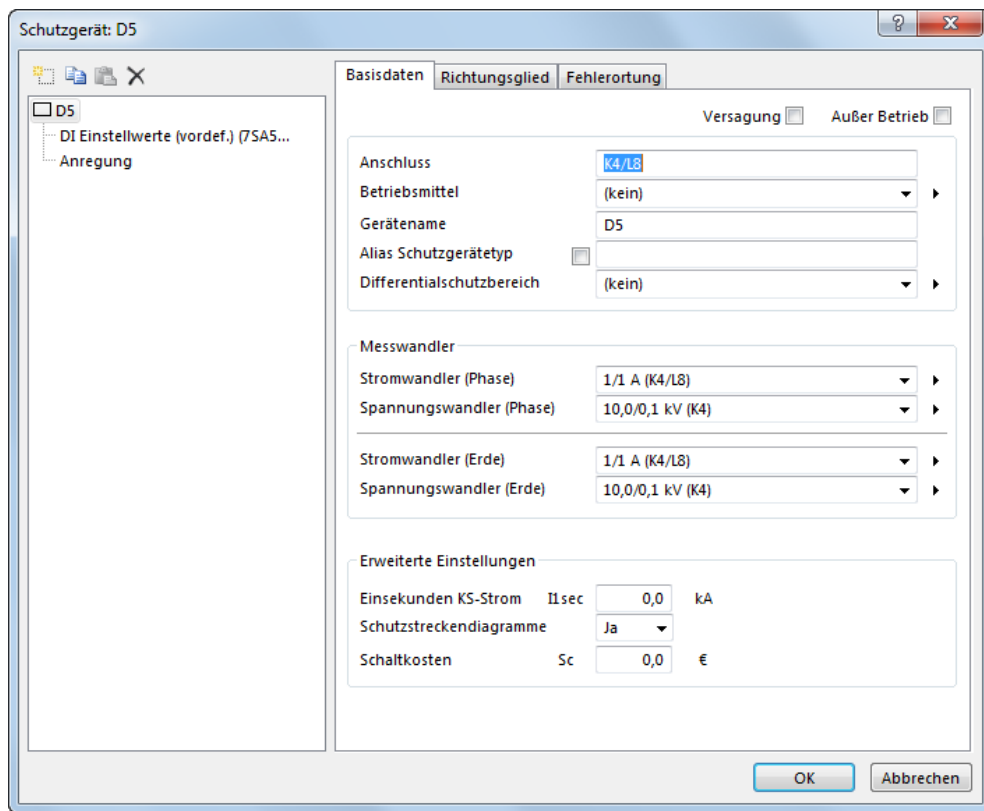 Schutzgerät: D5
Basisdaten Richtungsglied Fehlerortung
D5
DI Einstellwerte (vordef.) (7SA5...
Anregung
Versagung Außer Betrieb
Anschluss K4/L8
Betriebsmittel (kein)
Gerätename D5
Alias Schutzgerätetyp
Differentialschutzbereich (kein)
Messwandler
Stromwandler (Phase) 1/1 A (K4/L8)
Spannungswandler (Phase) 10,0/0,1 kV (K4)
Stromwandler (Erde) 1/1 A (K4/L8)
Spannungswandler (Erde) 10,0/0,1 kV (K4)
Erweiterte Einstellungen
Einsekunden KS-Strom I1sec 0,0 kA
Schutzstreckendiagramme Ja
Schaltkosten Sc 0,0 €
OK Abbrechen